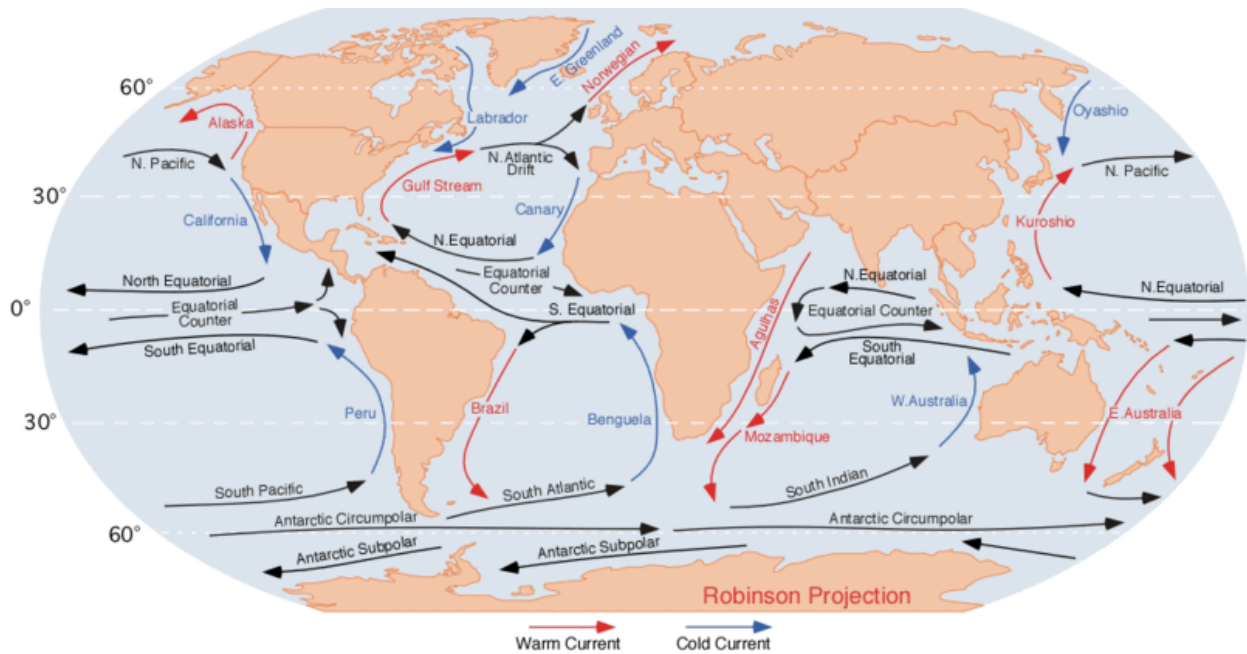 E. Greenland
Norwegian
60°
Labrador
Oyashio
Alaska
N. Pacific
N. Atlantic
Drift
N. Pacific
Gulf Stream
30°
California
Canary
Kuroshio
N.Equatorial
North Equatorial
Equatorial
Counter
N.Equatorial
N.Equatorial
0°
Equatorial
Counter
S. Equatorial
Equatorial Counter
Agulhas
South Equatorial
South
Equatorial
Peru
Brazil
Benguela
W.Australia
E.Australia
30°
Mozambique
South Pacific
South Atlantic
South Indian
60°
Antarctic Circumpolar
Antarctic Circumpolar
Antarctic Subpolar
Antarctic Subpolar
Robinson Projection
Warm Current
Cold Current